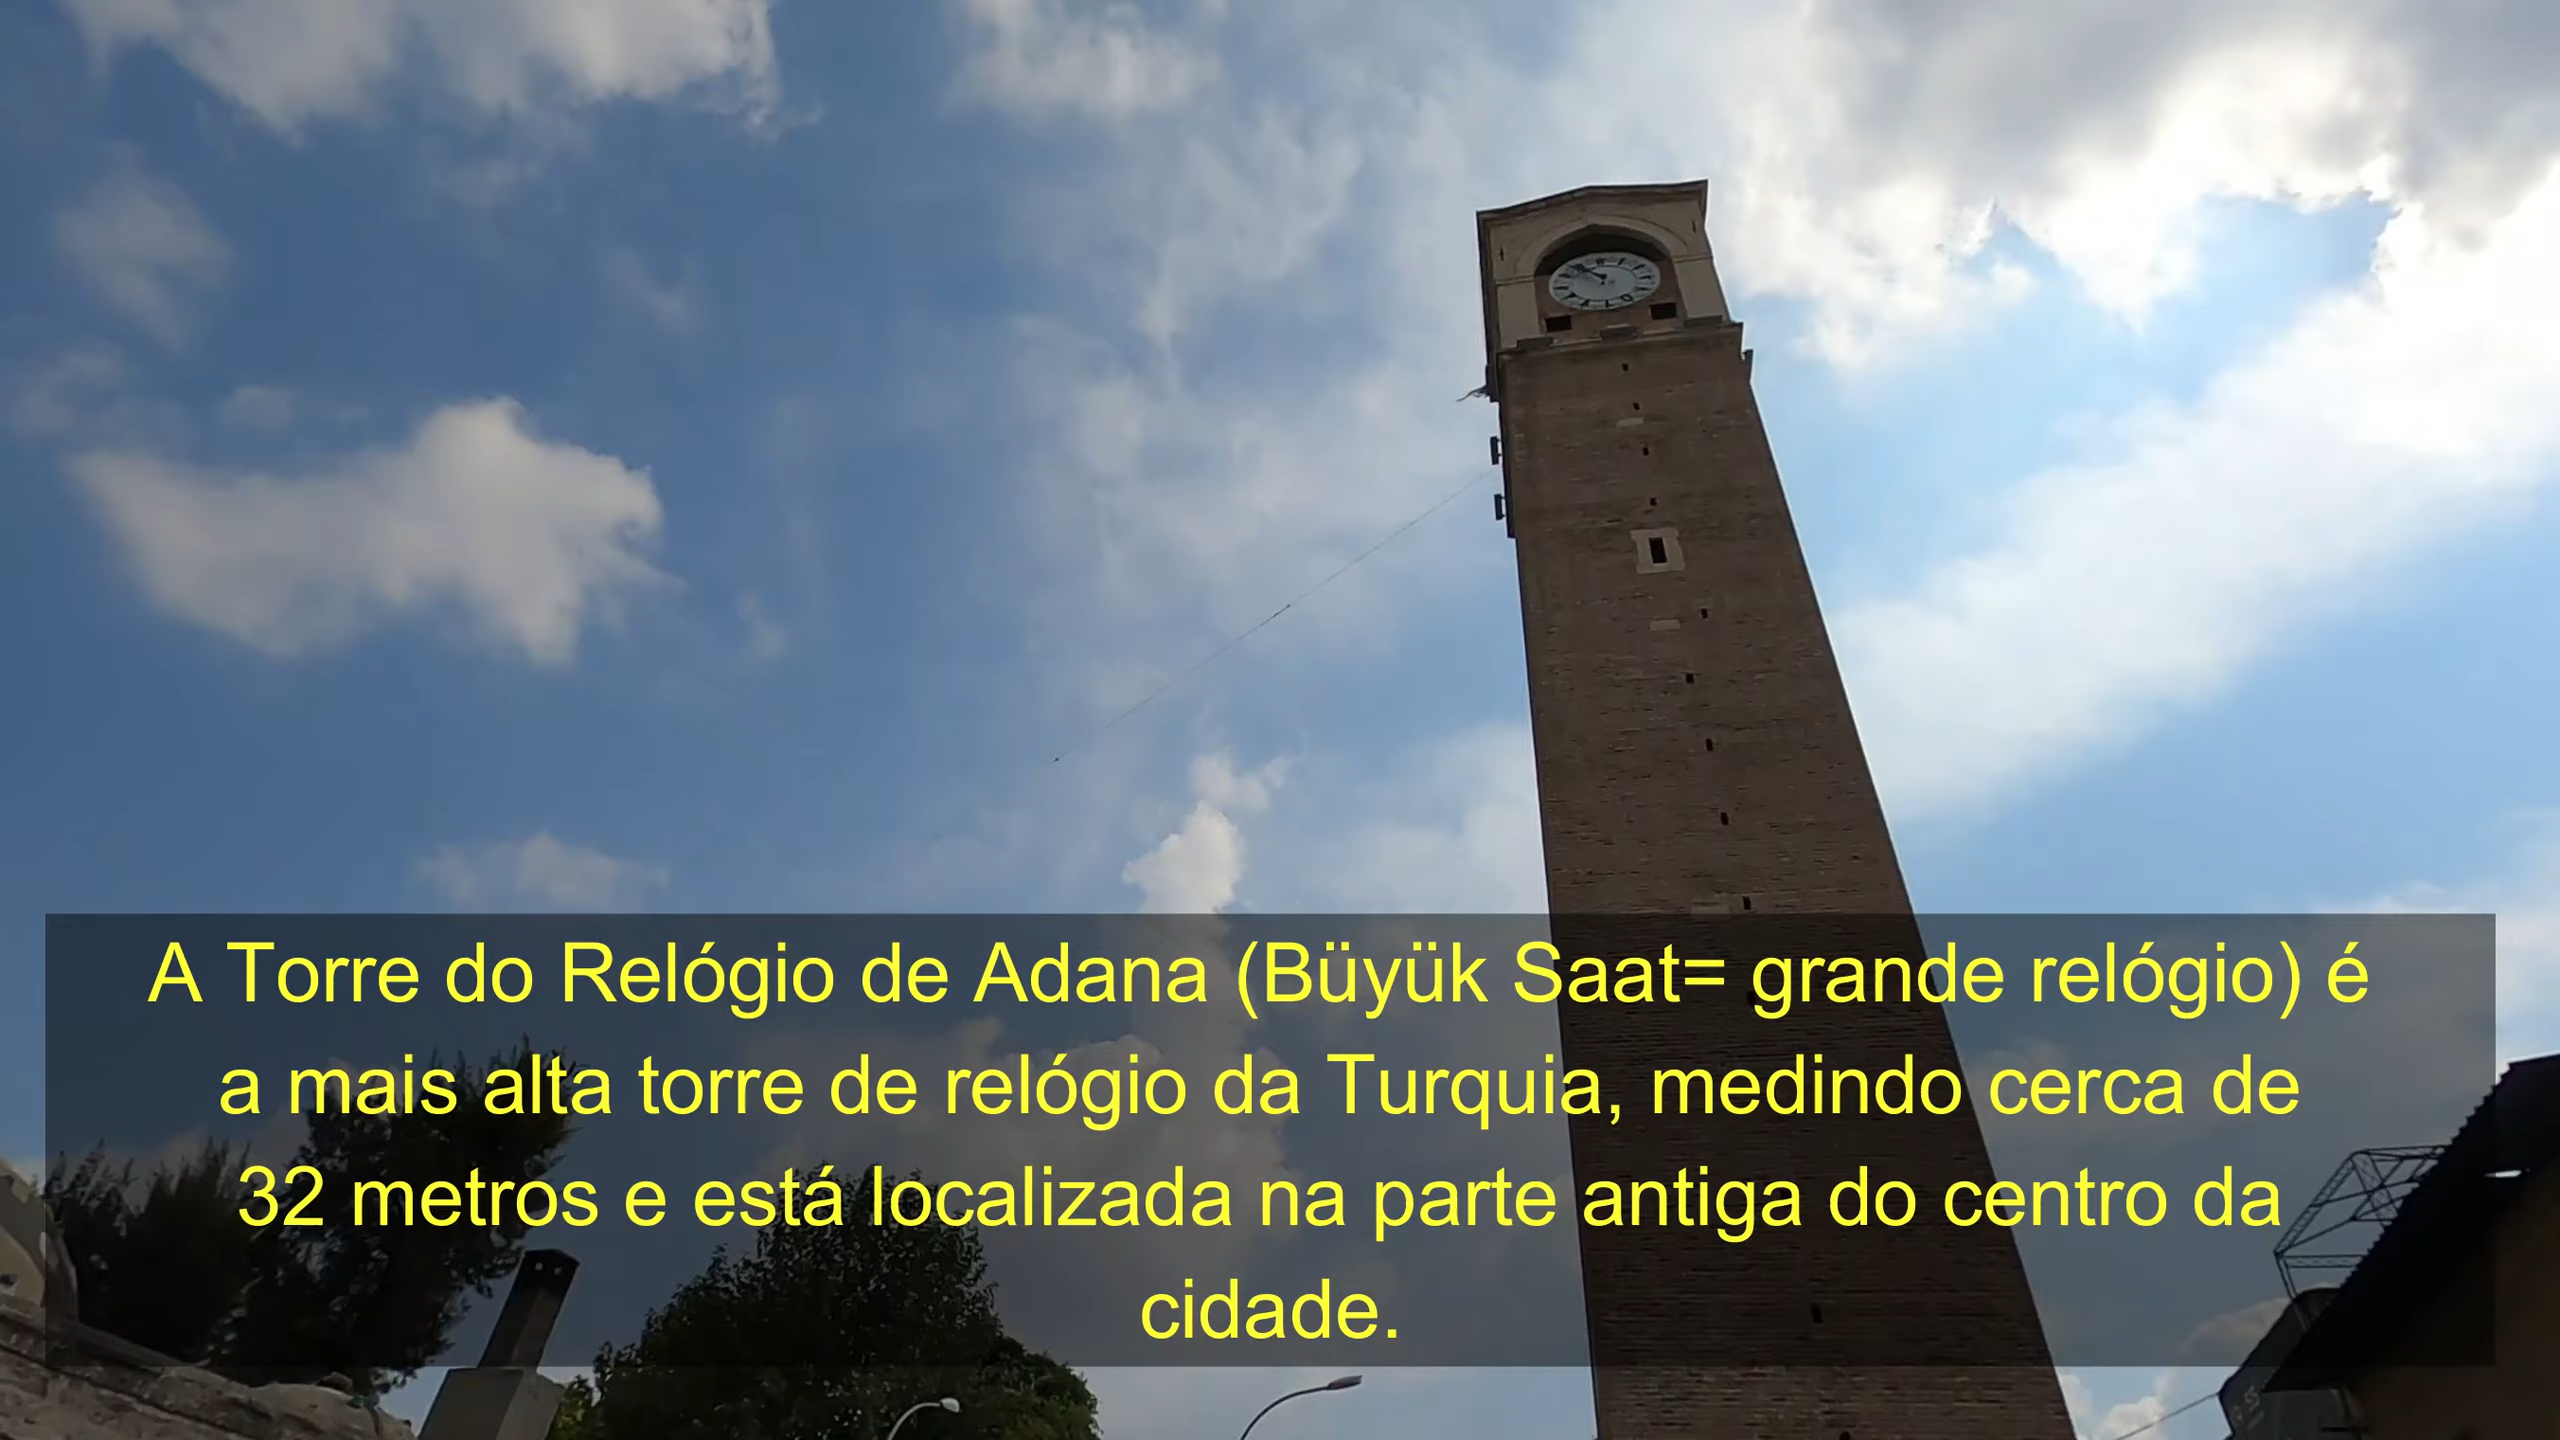 A Torre do Relógio de Adana (Büyük Saat= grande relógio) é
a mais alta torre de relógio da Turquia, medindo cerca de
32 metros e está localizada na parte antiga do centro da
cidade.